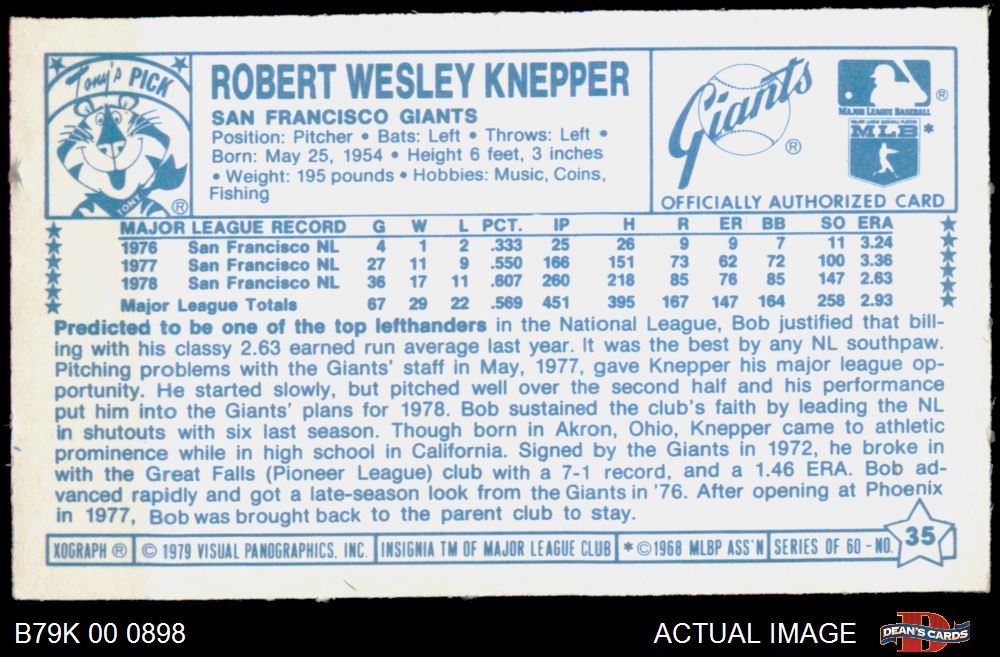 Tony's PICK
TONY ®
ROBERT WESLEY KNEPPER
SAN FRANCISCO GIANTS
Position: Pitcher • Bats: Left • Throws: Left •
Born: May 25, 1954 • Height 6 feet, 3 inches
• Weight: 195 pounds • Hobbies: Music, Coins,
Fishing
Giants ®
MAJOR LEAGUE BASEBALL ®
MLB *
OFFICIALLY AUTHORIZED CARD
MAJOR LEAGUE RECORD G W L PCT. IP H R ER BB SO ERA
1976 San Francisco NL 4 1 2 .333 25 26 9 9 7 11 3.24
1977 San Francisco NL 27 11 9 .550 166 151 73 62 72 100 3.36
1978 San Francisco NL 36 17 11 .607 260 218 85 76 85 147 2.63
Major League Totals 67 29 22 .569 451 395 167 147 164 258 2.93
Predicted to be one of the top lefthanders in the National League, Bob justified that bill-
ing with his classy 2.63 earned run average last year. It was the best by any NL southpaw.
Pitching problems with the Giants' staff in May, 1977, gave Knepper his major league op-
portunity. He started slowly, but pitched well over the second half and his performance
put him into the Giants' plans for 1978. Bob sustained the club's faith by leading the NL
in shutouts with six last season. Though born in Akron, Ohio, Knepper came to athletic
prominence while in high school in California. Signed by the Giants in 1972, he broke in
with the Great Falls (Pioneer League) club with a 7-1 record, and a 1.46 ERA. Bob ad-
vanced rapidly and got a late-season look from the Giants in '76. After opening at Phoenix
in 1977, Bob was brought back to the parent club to stay.
XOGRAPH ® © 1979 VISUAL PANOGRAPHICS, INC. INSIGNIA TM OF MAJOR LEAGUE CLUB * © 1968 MLBP ASS'N SERIES OF 60 - NO. 35
B79K 00 0898
ACTUAL IMAGE
DEAN'S CARDS